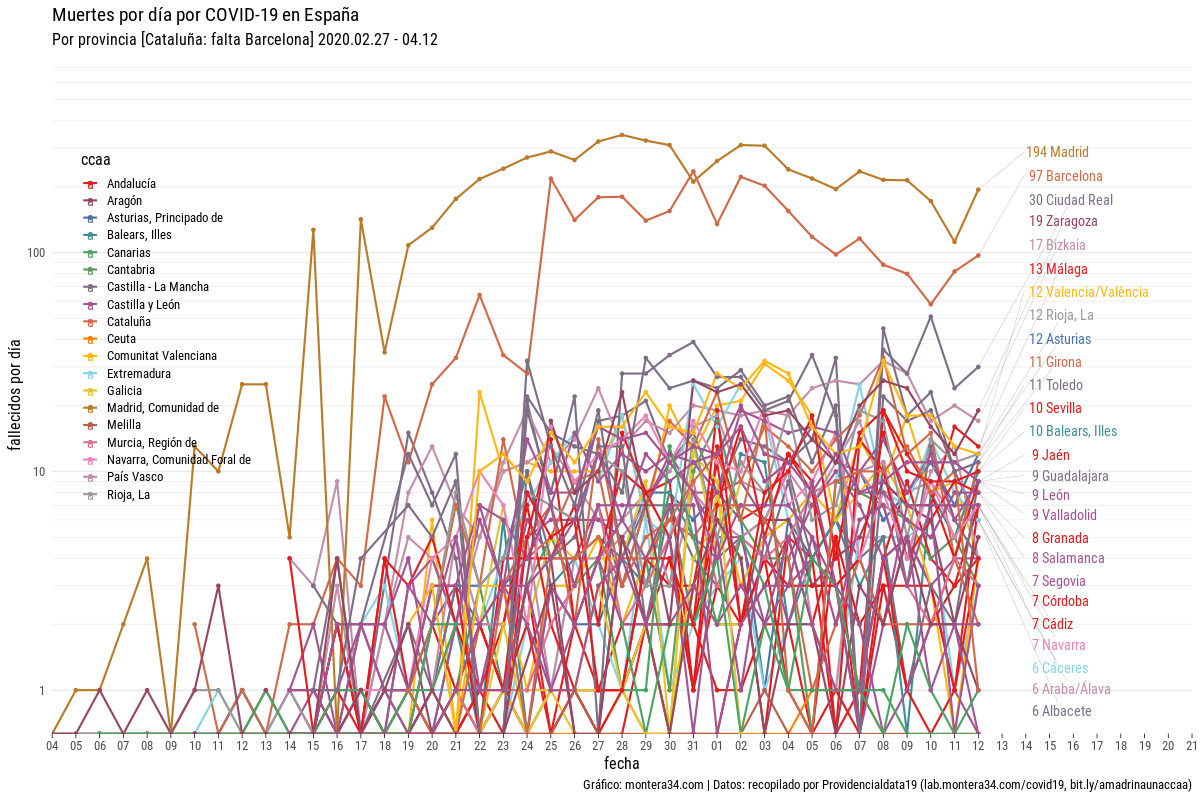 Muertes por día por COVID-19 en España
Por provincia [Cataluña: falta Barcelona] 2020.02.27 - 04.12
fallecidos por día
100
10
1
ccaa
Andalucía
Aragón
Asturias, Principado de
Balears, Illes
Canarias
Cantabria
Castilla - La Mancha
Castilla y León
Cataluña
Ceuta
Comunitat Valenciana
Extremadura
Galicia
Madrid, Comunidad de
Melilla
Murcia, Región de
Navarra, Comunidad Foral de
País Vasco
Rioja, La
194 Madrid
97 Barcelona
30 Ciudad Real
19 Zaragoza
17 Bizkaia
13 Málaga
12 Valencia/València
12 Rioja, La
12 Asturias
11 Girona
11 Toledo
10 Sevilla
10 Balears, Illes
9 Jaén
9 Guadalajara
9 León
9 Valladolid
8 Granada
8 Salamanca
7 Segovia
7 Córdoba
7 Cádiz
7 Navarra
6 Cáceres
6 Araba/Álava
6 Albacete
04 05 06 07 08 09 10 11 12 13 14 15 16 17 18 19 20 21 22 23 24 25 26 27 28 29 30 31 01 02 03 04 05 06 07 08 09 10 11 12 13 14 15 16 17 18 19 20 21
fecha
Gráfico: montera34.com | Datos: recopilado por Providencialdata19 (lab.montera34.com/covid19, bit.ly/amadrinaunaccaa)